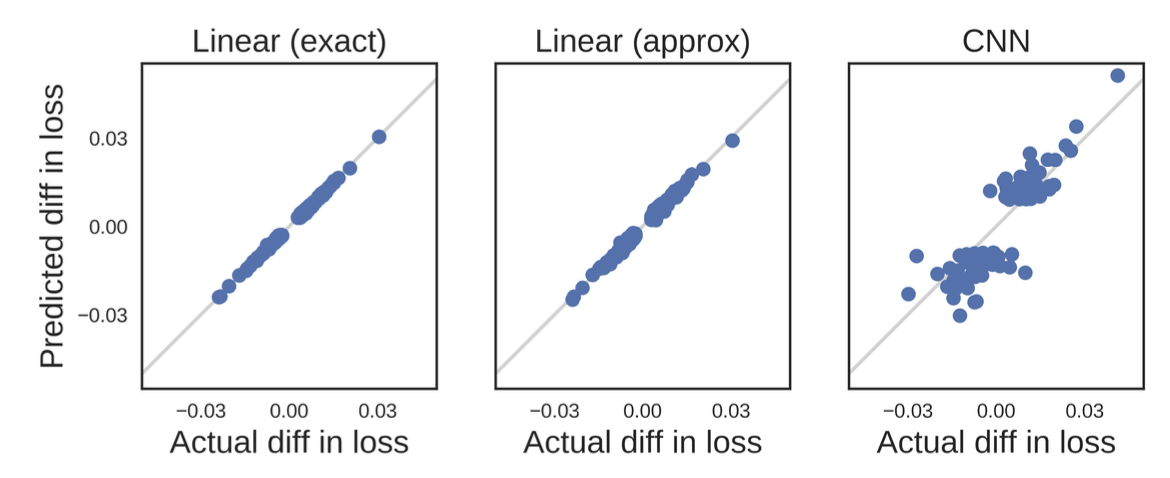 Linear (exact)
Linear (approx)
CNN
Predicted diff in loss
0.03
0.00
−0.03
−0.03 0.00 0.03
−0.03 0.00 0.03
−0.03 0.00 0.03
Actual diff in loss
Actual diff in loss
Actual diff in loss